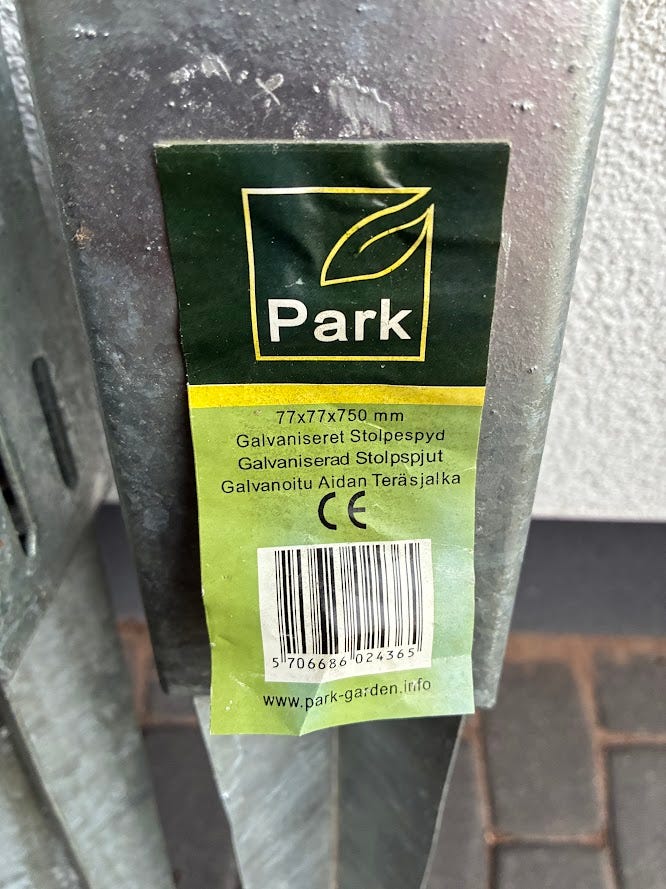 Park
77x77x750 mm
Galvaniseret Stolpespyd
Galvaniserad Stolpspjut
Galvanoitu Aidan Teräsjalka
CE
5 706686 024365
www.park-garden.info